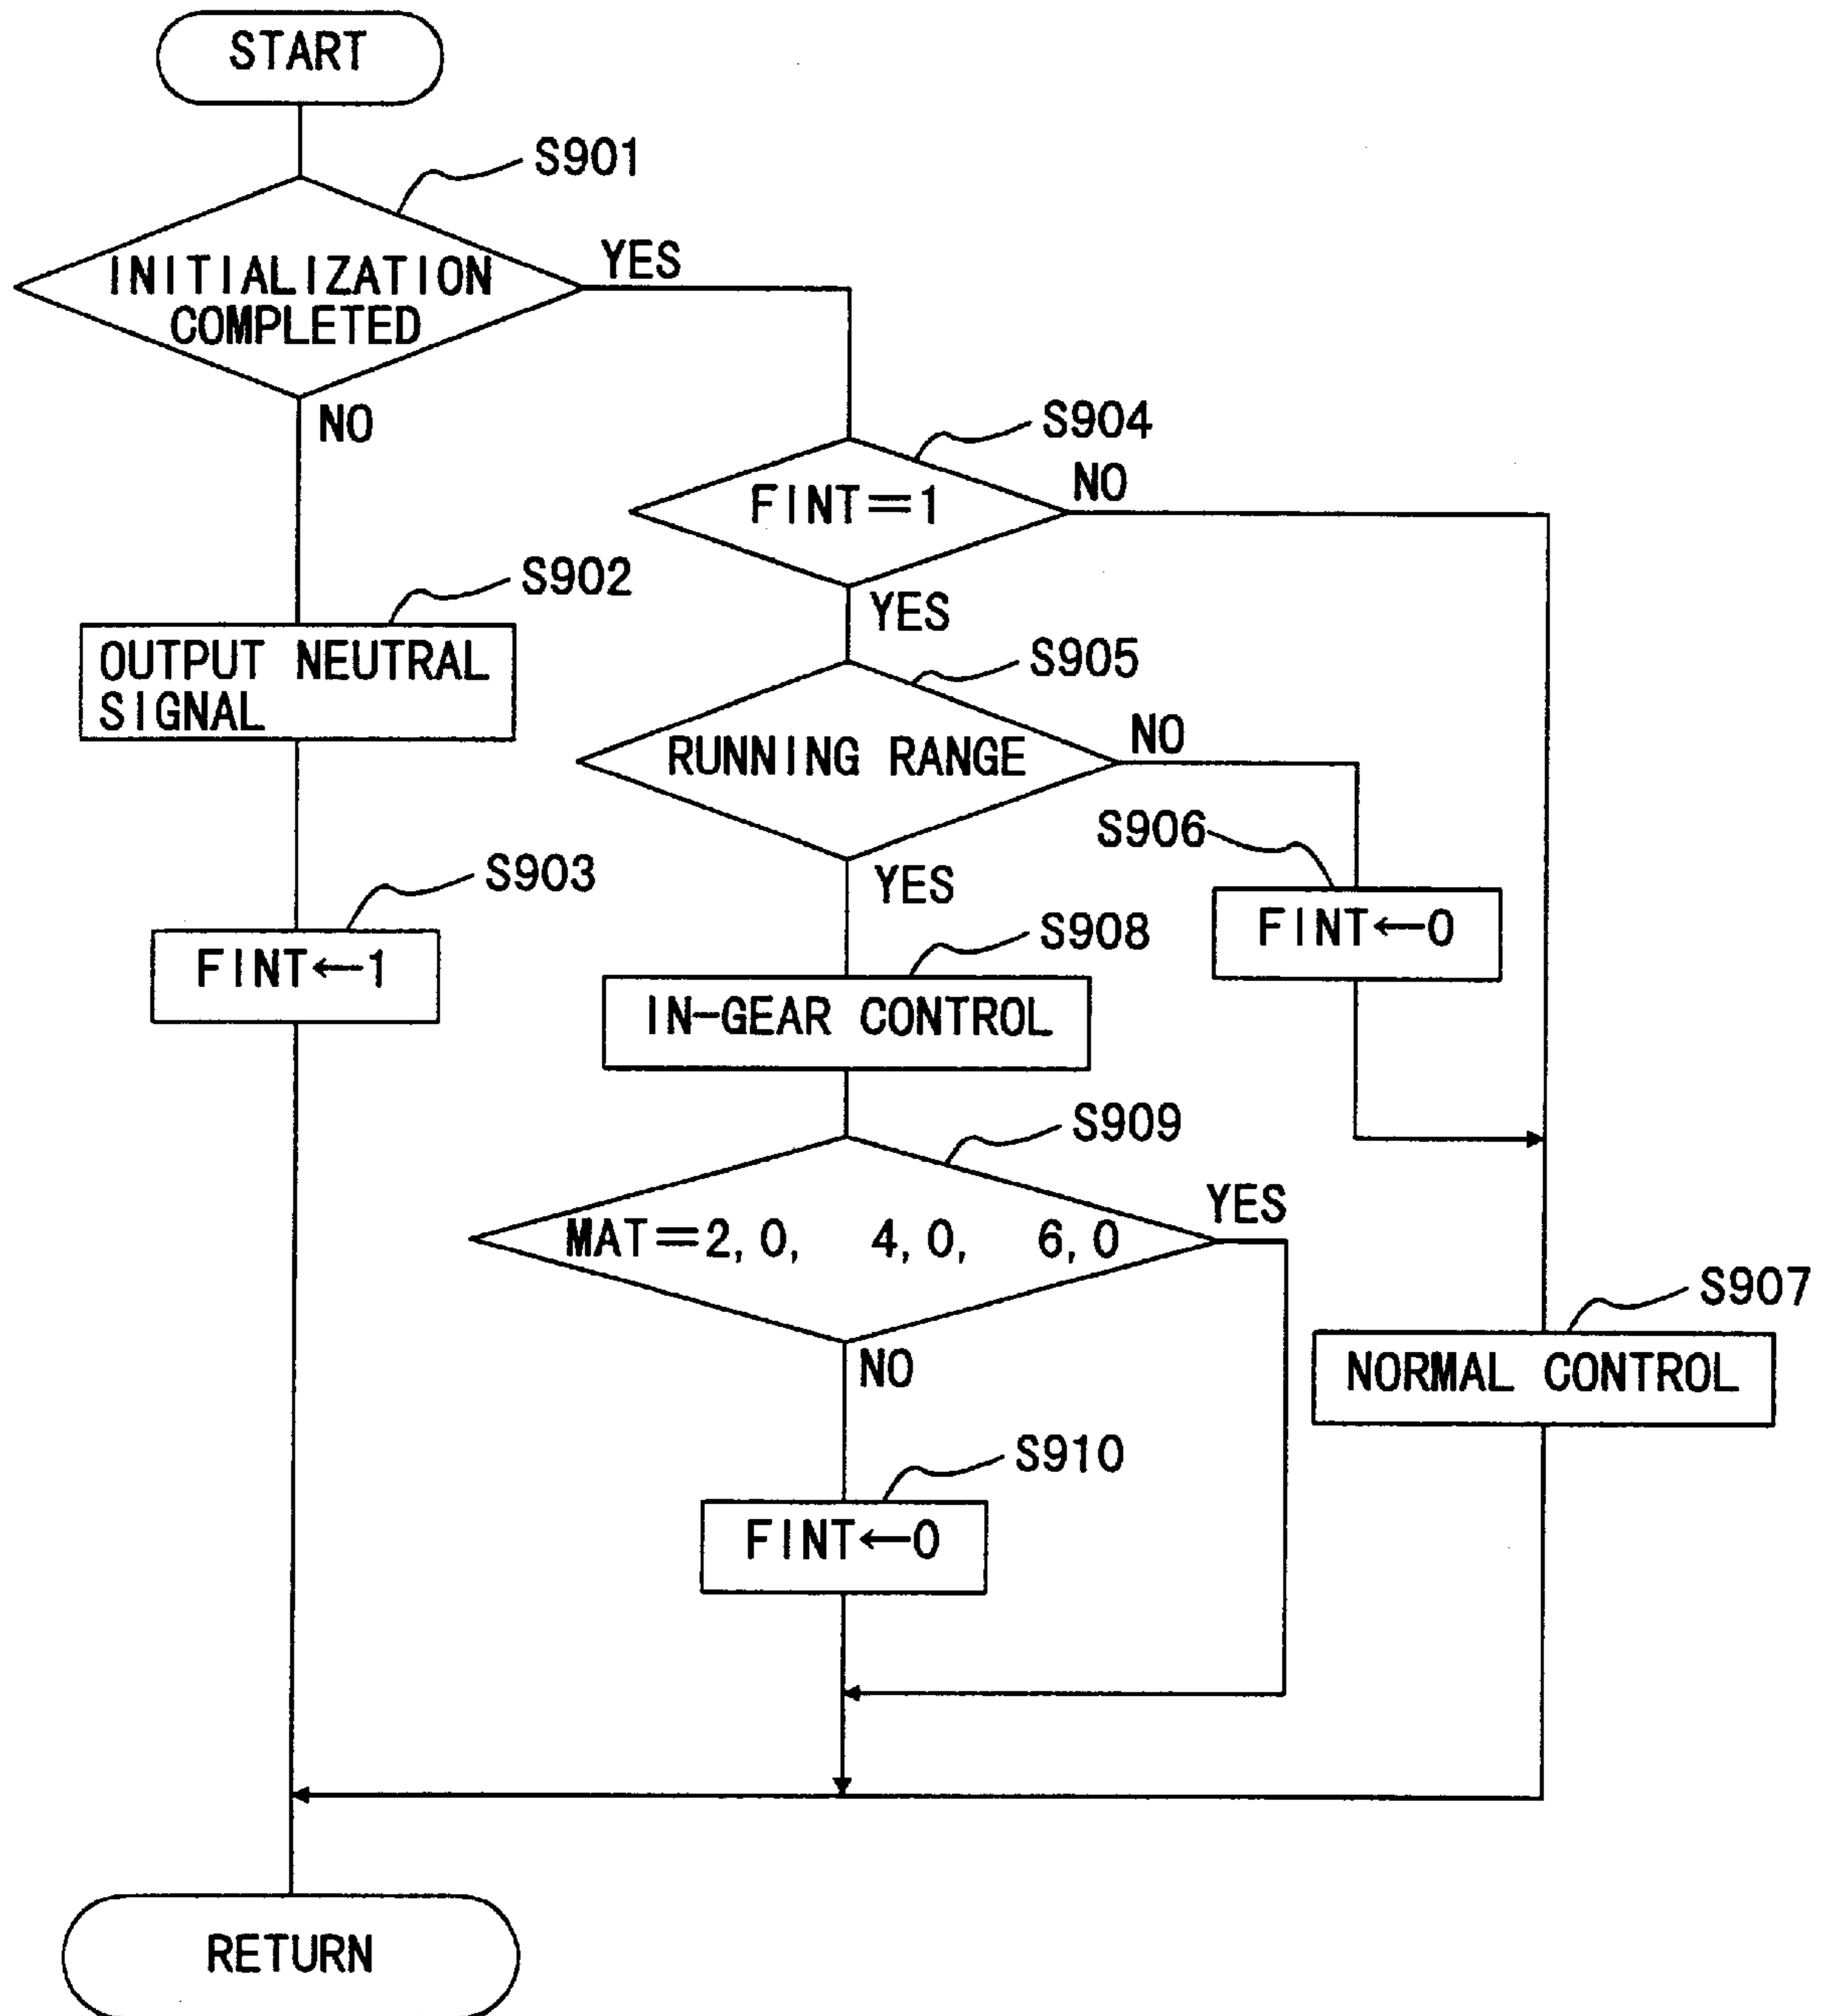 START
S901
INITIALIZATION
COMPLETED
YES
NO
S904
FINT=1
NO
YES
S902
OUTPUT NEUTRAL
SIGNAL
S905
RUNNING RANGE
NO
YES
S906
FINT←0
S903
FINT←1
S908
IN-GEAR CONTROL
S909
MAT=2,0, 4,0, 6,0
YES
NO
S907
NORMAL CONTROL
S910
FINT←0
RETURN